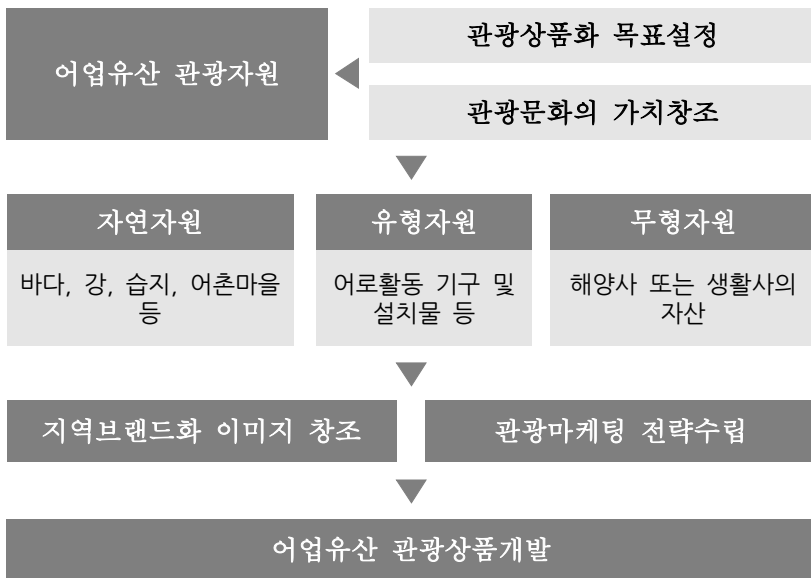 어업유산 관광자원
관광상품화 목표설정
관광문화의 가치창조
자연자원
바다, 강, 습지, 어촌마을
등
유형자원
어로활동 기구 및
설치물 등
무형자원
해양사 또는 생활사의
자산
지역브랜드화 이미지 창조
관광마케팅 전략수립
어업유산 관광상품개발